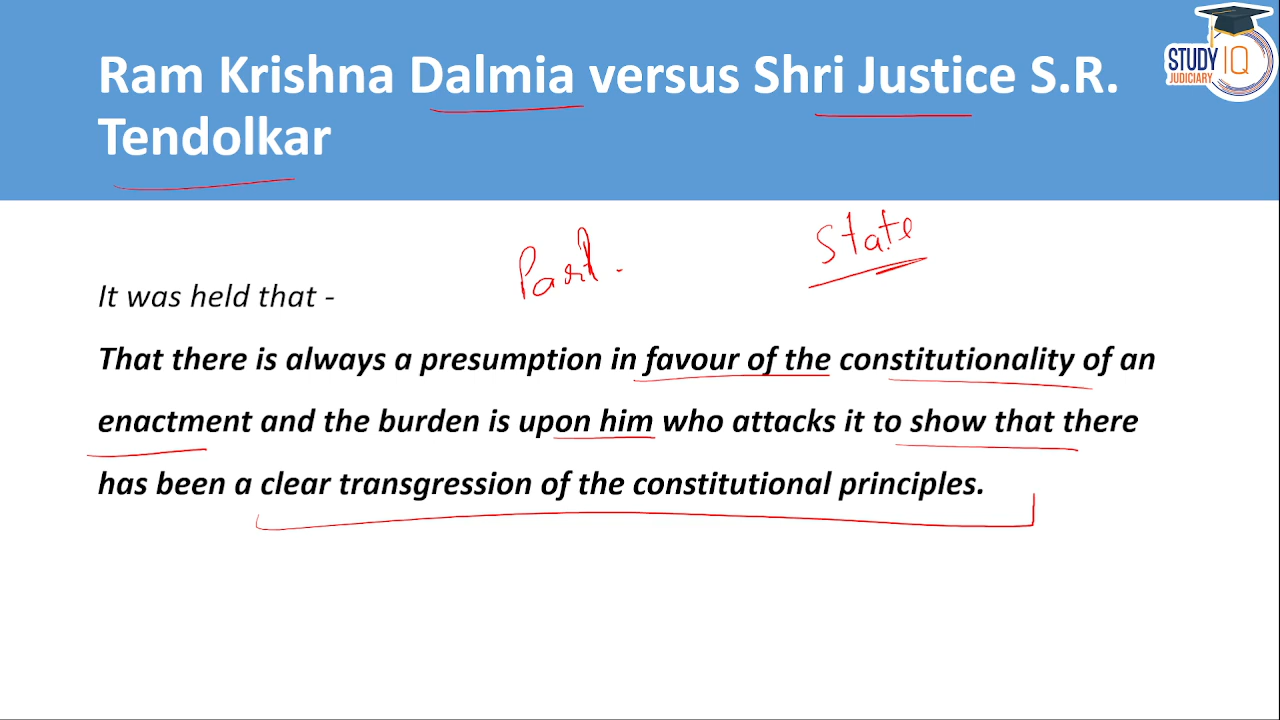 Ram Krishna Dalmia versus Shri Justice S.R.
Tendolkar
STUDY IQ
JUDICIARY
State
Parl.
It was held that -
That there is always a presumption in favour of the constitutionality of an
enactment and the burden is upon him who attacks it to show that there
has been a clear transgression of the constitutional principles.